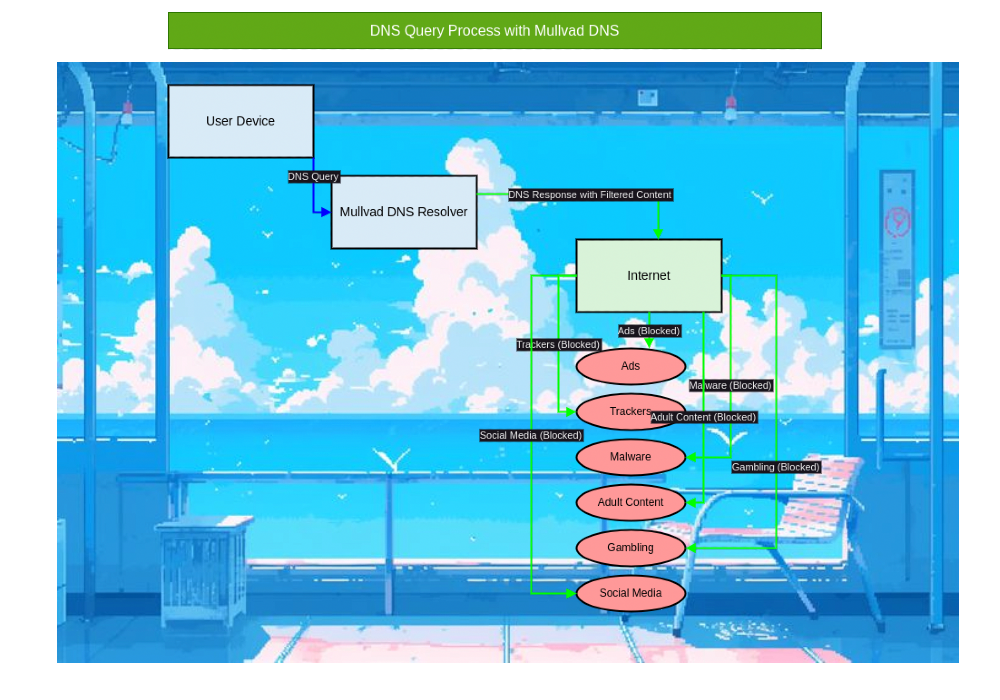 DNS Query Process with Mullvad DNS
User Device
DNS Query
Mullvad DNS Resolver
DNS Response with Filtered Content
Internet
Ads (Blocked)
Trackers (Blocked)
Ads
Malware (Blocked)
Trackers
Adult Content (Blocked)
Social Media (Blocked)
Malware
Gambling (Blocked)
Adult Content
Gambling
Social Media